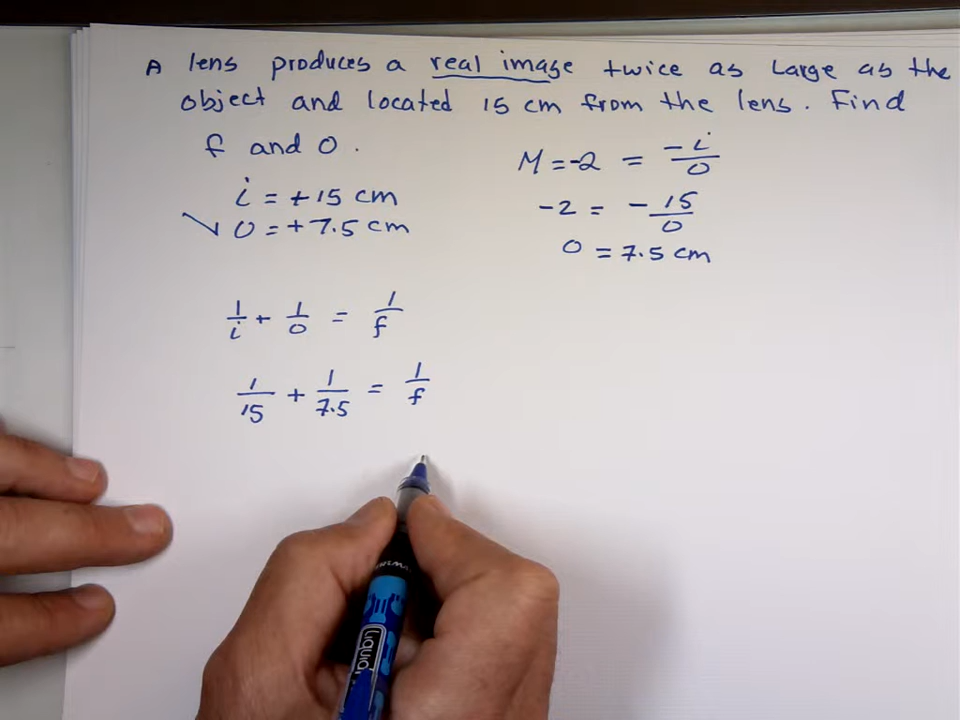 A lens produces a real image twice as large as the
object and located 15 cm from the lens. Find
f and O.
i = +15 cm
O = +7.5 cm
M = -2 = -i/O
-2 = -15/O
O = 7.5 cm
1/i + 1/O = 1/f
1/15 + 1/7.5 = 1/f
Liquid